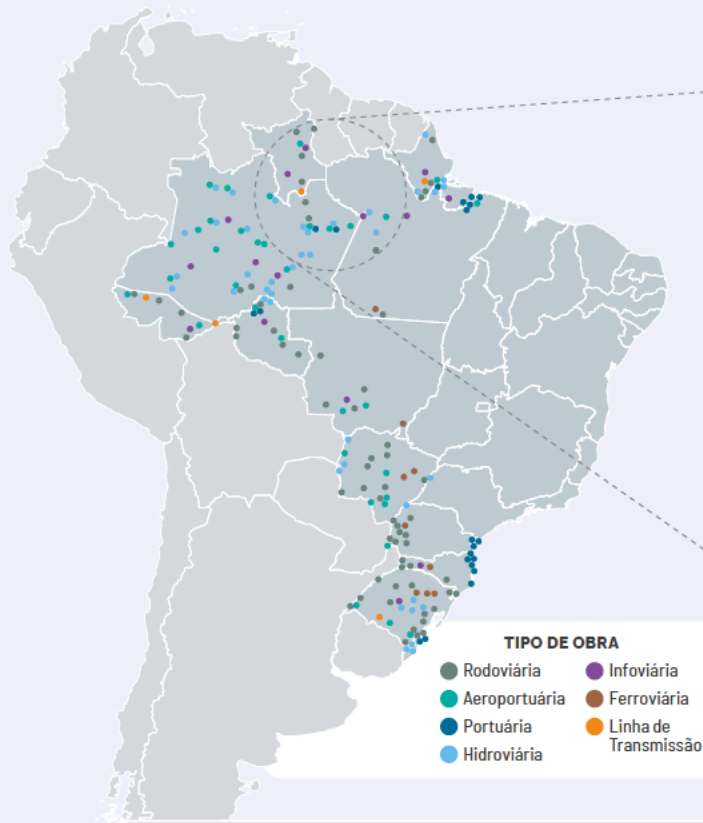 TIPO DE OBRA
Rodoviária
Aeroportuária
Portuária
Hidroviária
Infoviária
Ferroviária
Linha de
Transmissão